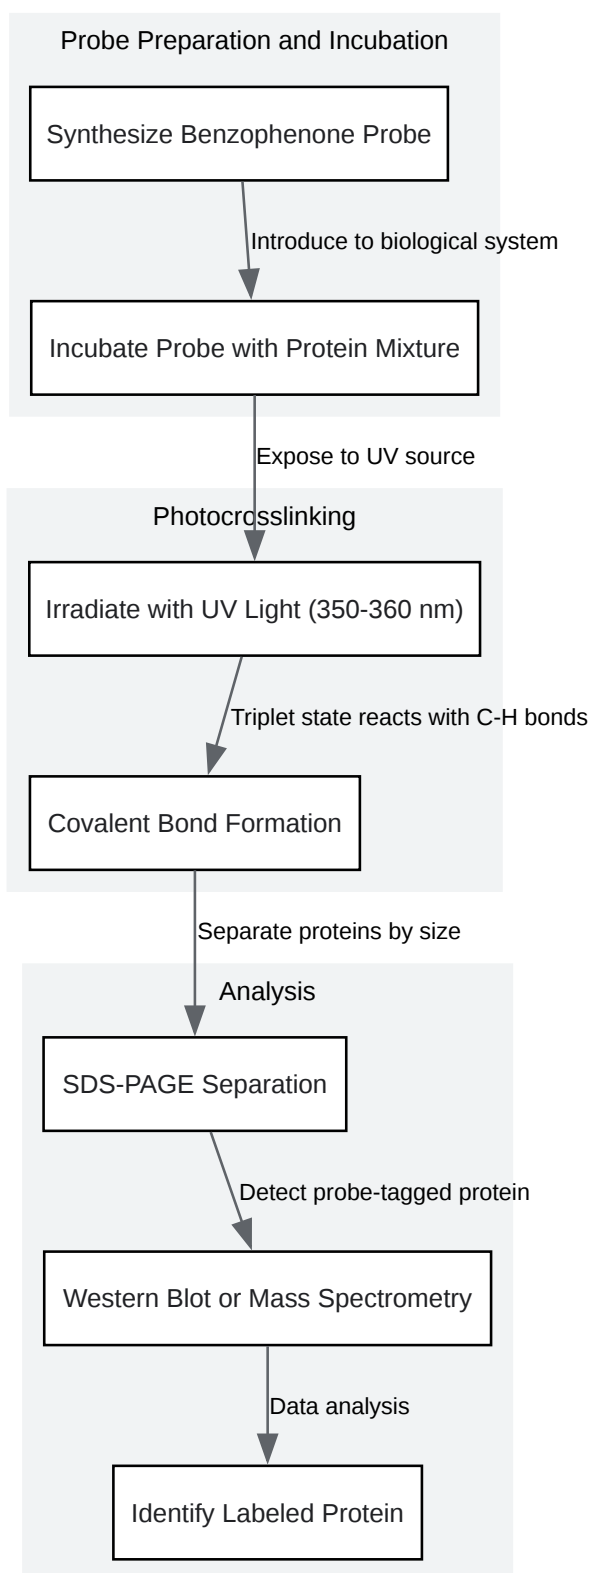 Probe Preparation and Incubation
Synthesize Benzophenone Probe
Introduce to biological system
Incubate Probe with Protein Mixture
Expose to UV source
Photocrosslinking
Irradiate with UV Light (350-360 nm)
Triplet state reacts with C-H bonds
Covalent Bond Formation
Separate proteins by size
Analysis
SDS-PAGE Separation
Detect probe-tagged protein
Western Blot or Mass Spectrometry
Data analysis
Identify Labeled Protein